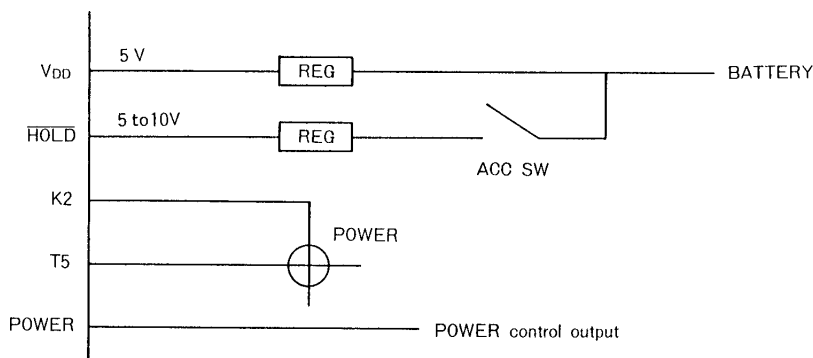 VDD 5 V REG BATTERY
HOLD 5 to10V REG
ACC SW
K2
POWER
T5
POWER POWER control output